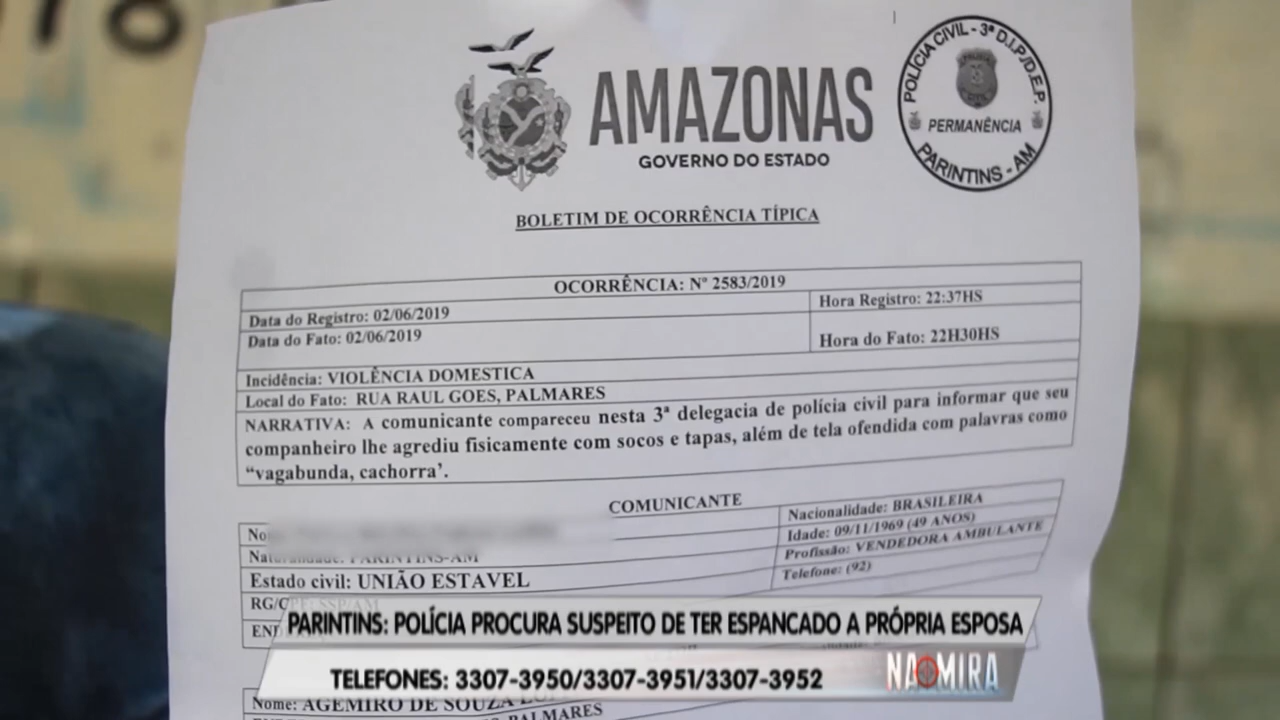 AMAZONAS
GOVERNO DO ESTADO
POLÍCIA CIVIL - 3ª D.I.P/D.E.P.
PERMANÊNCIA
PARINTINS - AM
BOLETIM DE OCORRÊNCIA TÍPICA
OCORRÊNCIA: Nº 2583/2019
Data do Registro: 02/06/2019
Hora Registro: 22:37HS
Data do Fato: 02/06/2019
Hora do Fato: 22H30HS
Incidência: VIOLÊNCIA DOMESTICA
Local do Fato: RUA RAUL GOES, PALMARES
NARRATIVA: A comunicante compareceu nesta 3ª delegacia de polícia civil para informar que seu
companheiro lhe agrediu fisicamente com socos e tapas, além de tela ofendida com palavras como
“vagabunda, cachorra’.
COMUNICANTE
Nacionalidade: BRASILEIRA
Idade: 09/11/1969 (49 ANOS)
PARINTINS-AM
Profissão: VENDEDORA AMBULANTE
Estado civil: UNIÃO ESTAVEL
Telefone: (92)
SSP/AM
PARINTINS: POLÍCIA PROCURA SUSPEITO DE TER ESPANCADO A PRÓPRIA ESPOSA
TELEFONES: 3307-3950/3307-3951/3307-3952
NA MIRA
Nome: AGEMIRO DE SOUZA
PALMARES